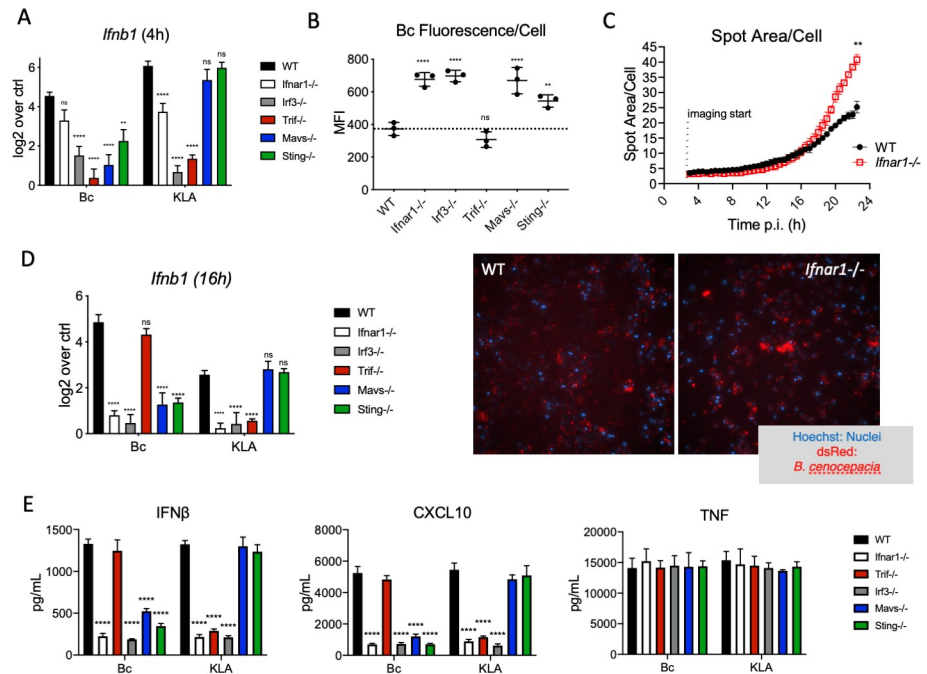 A
Ifnb1 (4h)
log2 over ctrl
6
4
2
0
ns
****
****
****
**
****
****
****
ns
ns
Bc
KLA
WT
Ifnar1-/-
Irf3-/-
Trif-/-
Mavs-/-
Sting-/-
B
Bc Fluorescence/Cell
MFI
800
600
400
200
0
****
****
ns
****
**
WT
Ifnar1-/-
Irf3-/-
Trif-/-
Mavs-/-
Sting-/-
C
Spot Area/Cell
Spot Area/Cell
45
40
35
30
25
20
15
10
5
0
imaging start
**
WT
Ifnar1-/-
0 4 8 12 16 20 24
Time p.i. (h)
D
Ifnb1 (16h)
log2 over ctrl
6
4
2
0
****
****
ns
****
****
****
****
****
ns
ns
Bc
KLA
WT
Ifnar1-/-
Irf3-/-
Trif-/-
Mavs-/-
Sting-/-
WT
Ifnar1-/-
Hoechst: Nuclei
dsRed:
B. cenocepacia
E
IFNβ
pg/mL
1500
1000
500
0
****
****
****
****
****
****
****
Bc
KLA
CXCL10
pg/mL
8000
6000
4000
2000
0
****
****
****
****
****
****
****
Bc
KLA
TNF
pg/mL
20000
15000
10000
5000
0
Bc
KLA
WT
Ifnar1-/-
Trif-/-
Irf3-/-
Mavs-/-
Sting-/-